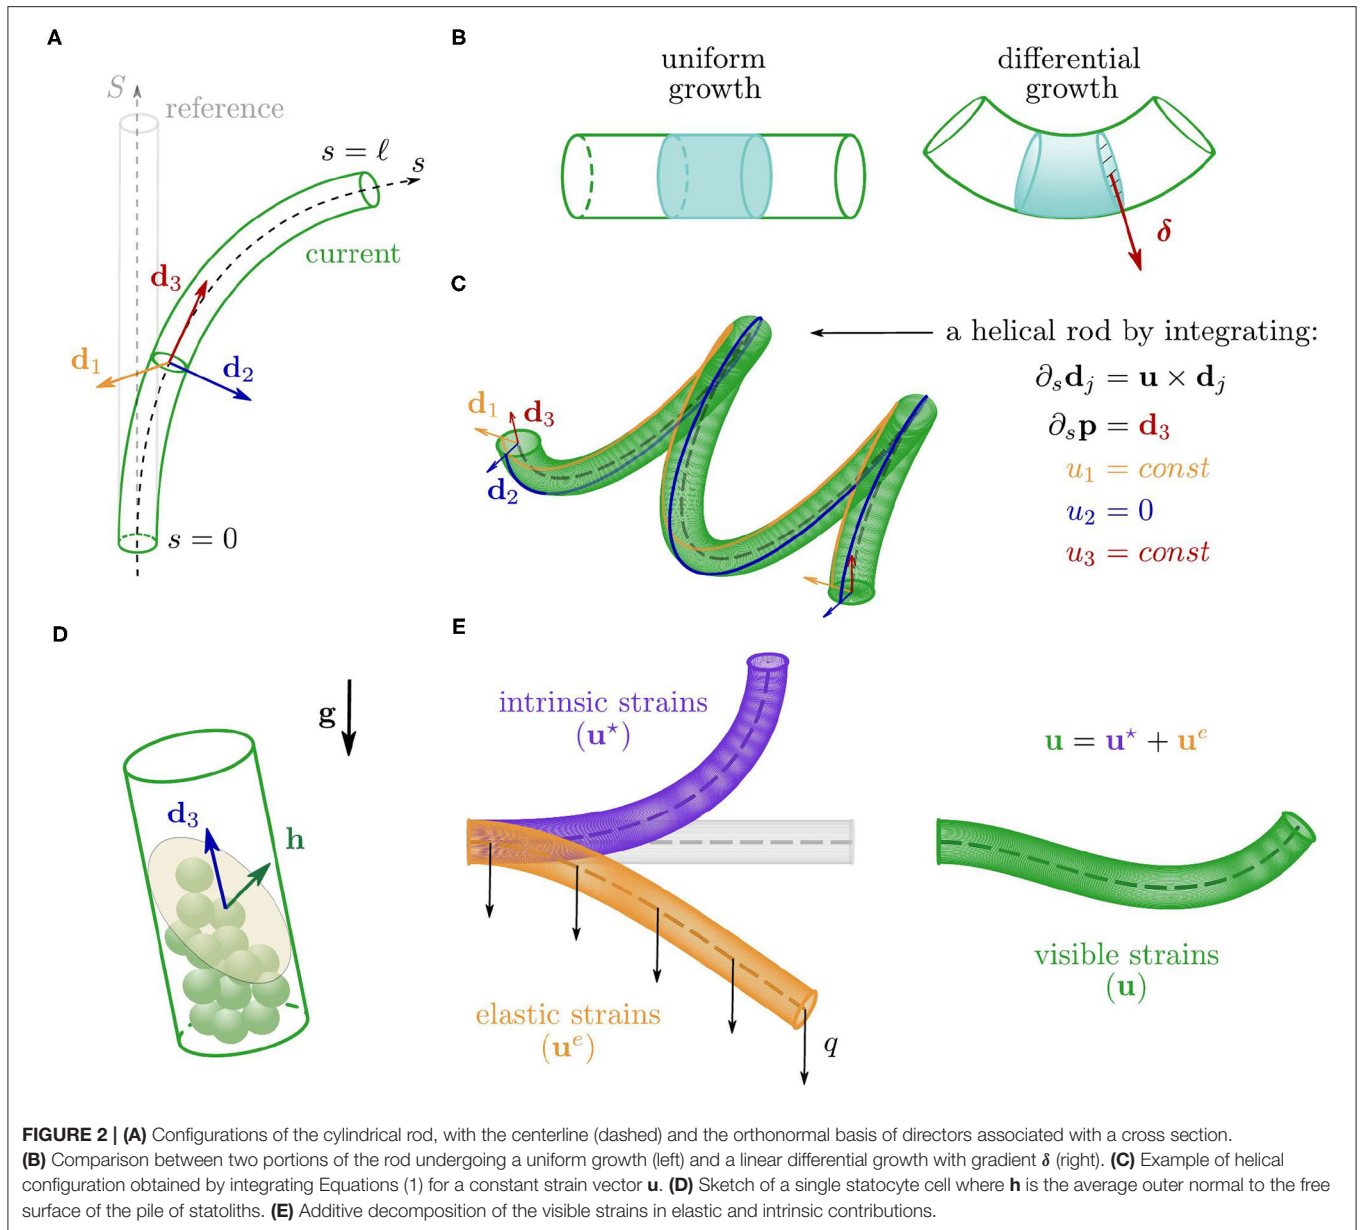 A
S
reference
s = ℓ
s
current
d₃
d₁
d₂
s = 0
B
uniform
growth
differential
growth
δ
C
d₁
d₃
d₂
a helical rod by integrating:
∂ₛdⱼ = u × dⱼ
∂ₛp = d₃
u₁ = const
u₂ = 0
u₃ = const
D
g
d₃
h
E
intrinsic strains
(u⋆)
elastic strains
(uᵉ)
q
u = u⋆ + uᵉ
visible strains
(u)
FIGURE 2 | (A) Configurations of the cylindrical rod, with the centerline (dashed) and the orthonormal basis of directors associated with a cross section.
(B) Comparison between two portions of the rod undergoing a uniform growth (left) and a linear differential growth with gradient δ (right). (C) Example of helical
configuration obtained by integrating Equations (1) for a constant strain vector u. (D) Sketch of a single statocyte cell where h is the average outer normal to the free
surface of the pile of statoliths. (E) Additive decomposition of the visible strains in elastic and intrinsic contributions.